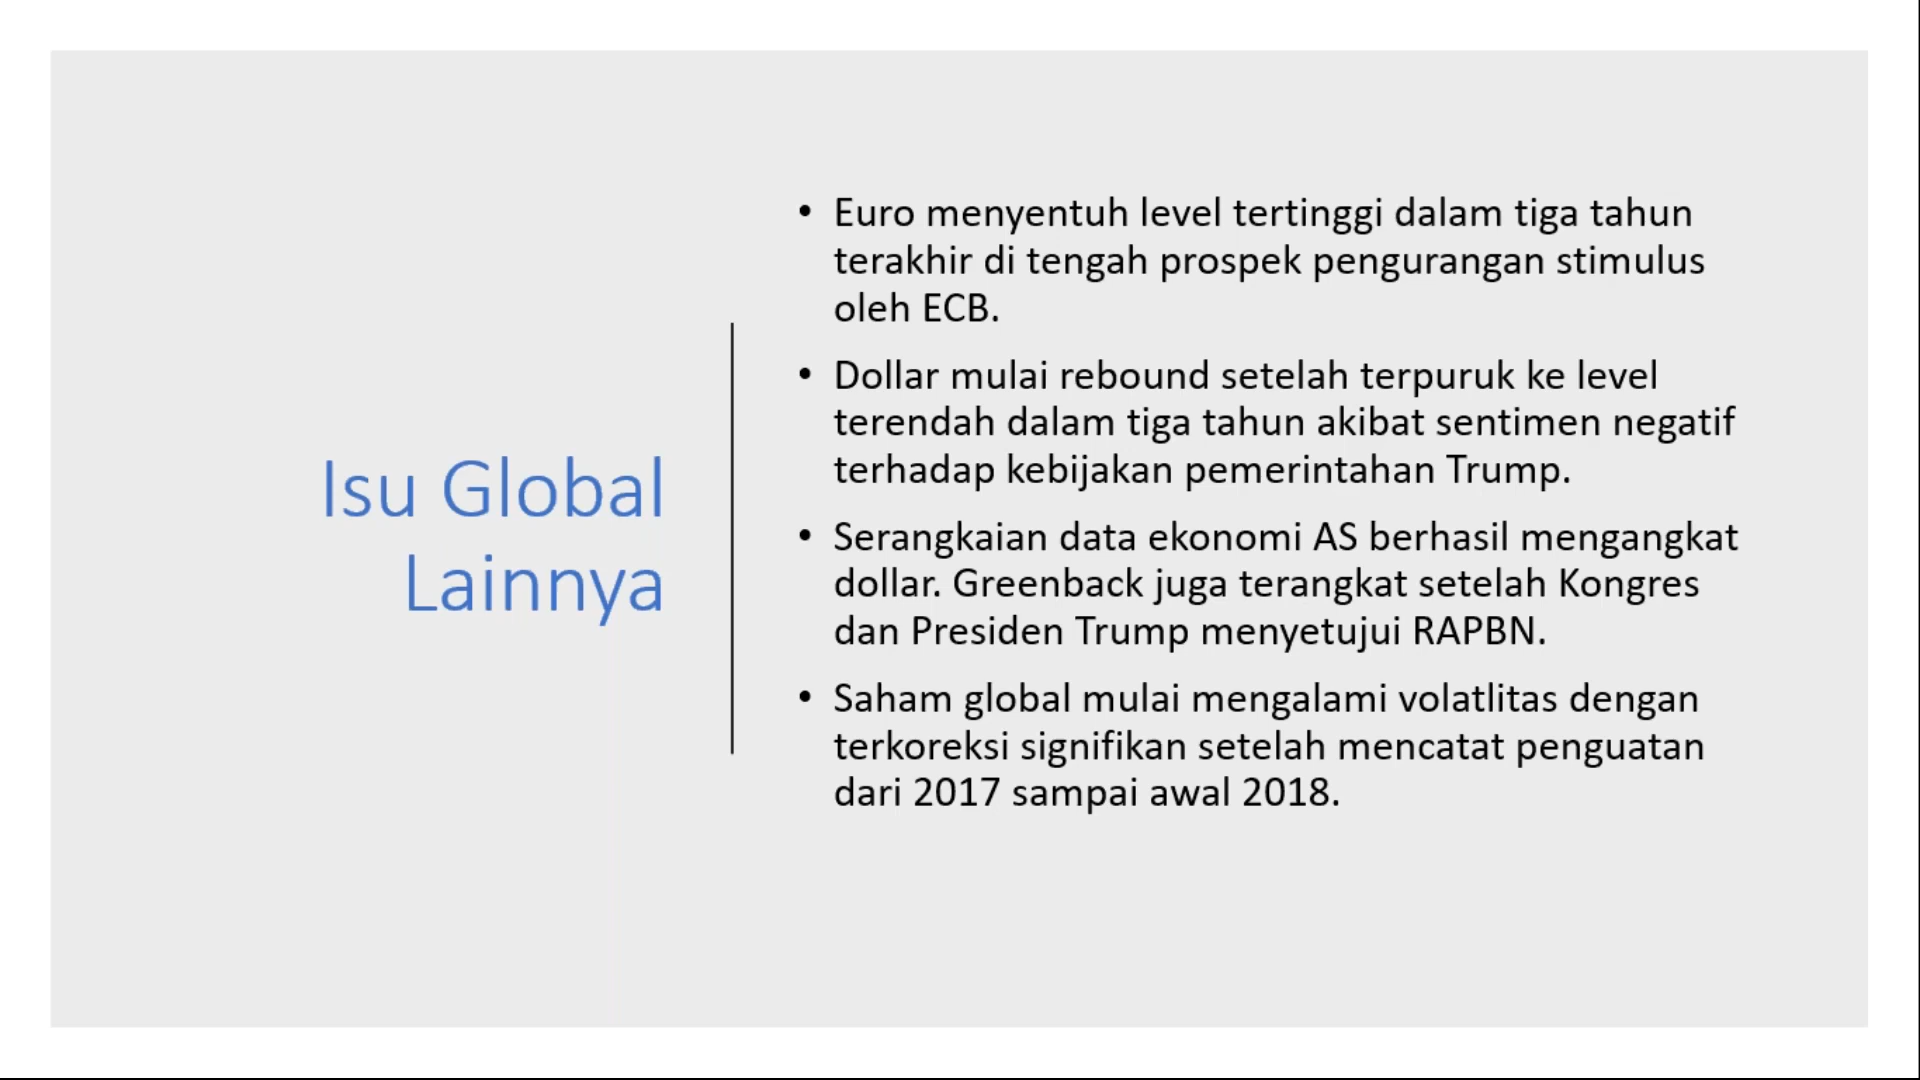 Isu Global
Lainnya
• Euro menyentuh level tertinggi dalam tiga tahun
terakhir di tengah prospek pengurangan stimulus
oleh ECB.
• Dollar mulai rebound setelah terpuruk ke level
terendah dalam tiga tahun akibat sentimen negatif
terhadap kebijakan pemerintahan Trump.
• Serangkaian data ekonomi AS berhasil mengangkat
dollar. Greenback juga terangkat setelah Kongres
dan Presiden Trump menyetujui RAPBN.
• Saham global mulai mengalami volatlitas dengan
terkoreksi signifikan setelah mencatat penguatan
dari 2017 sampai awal 2018.